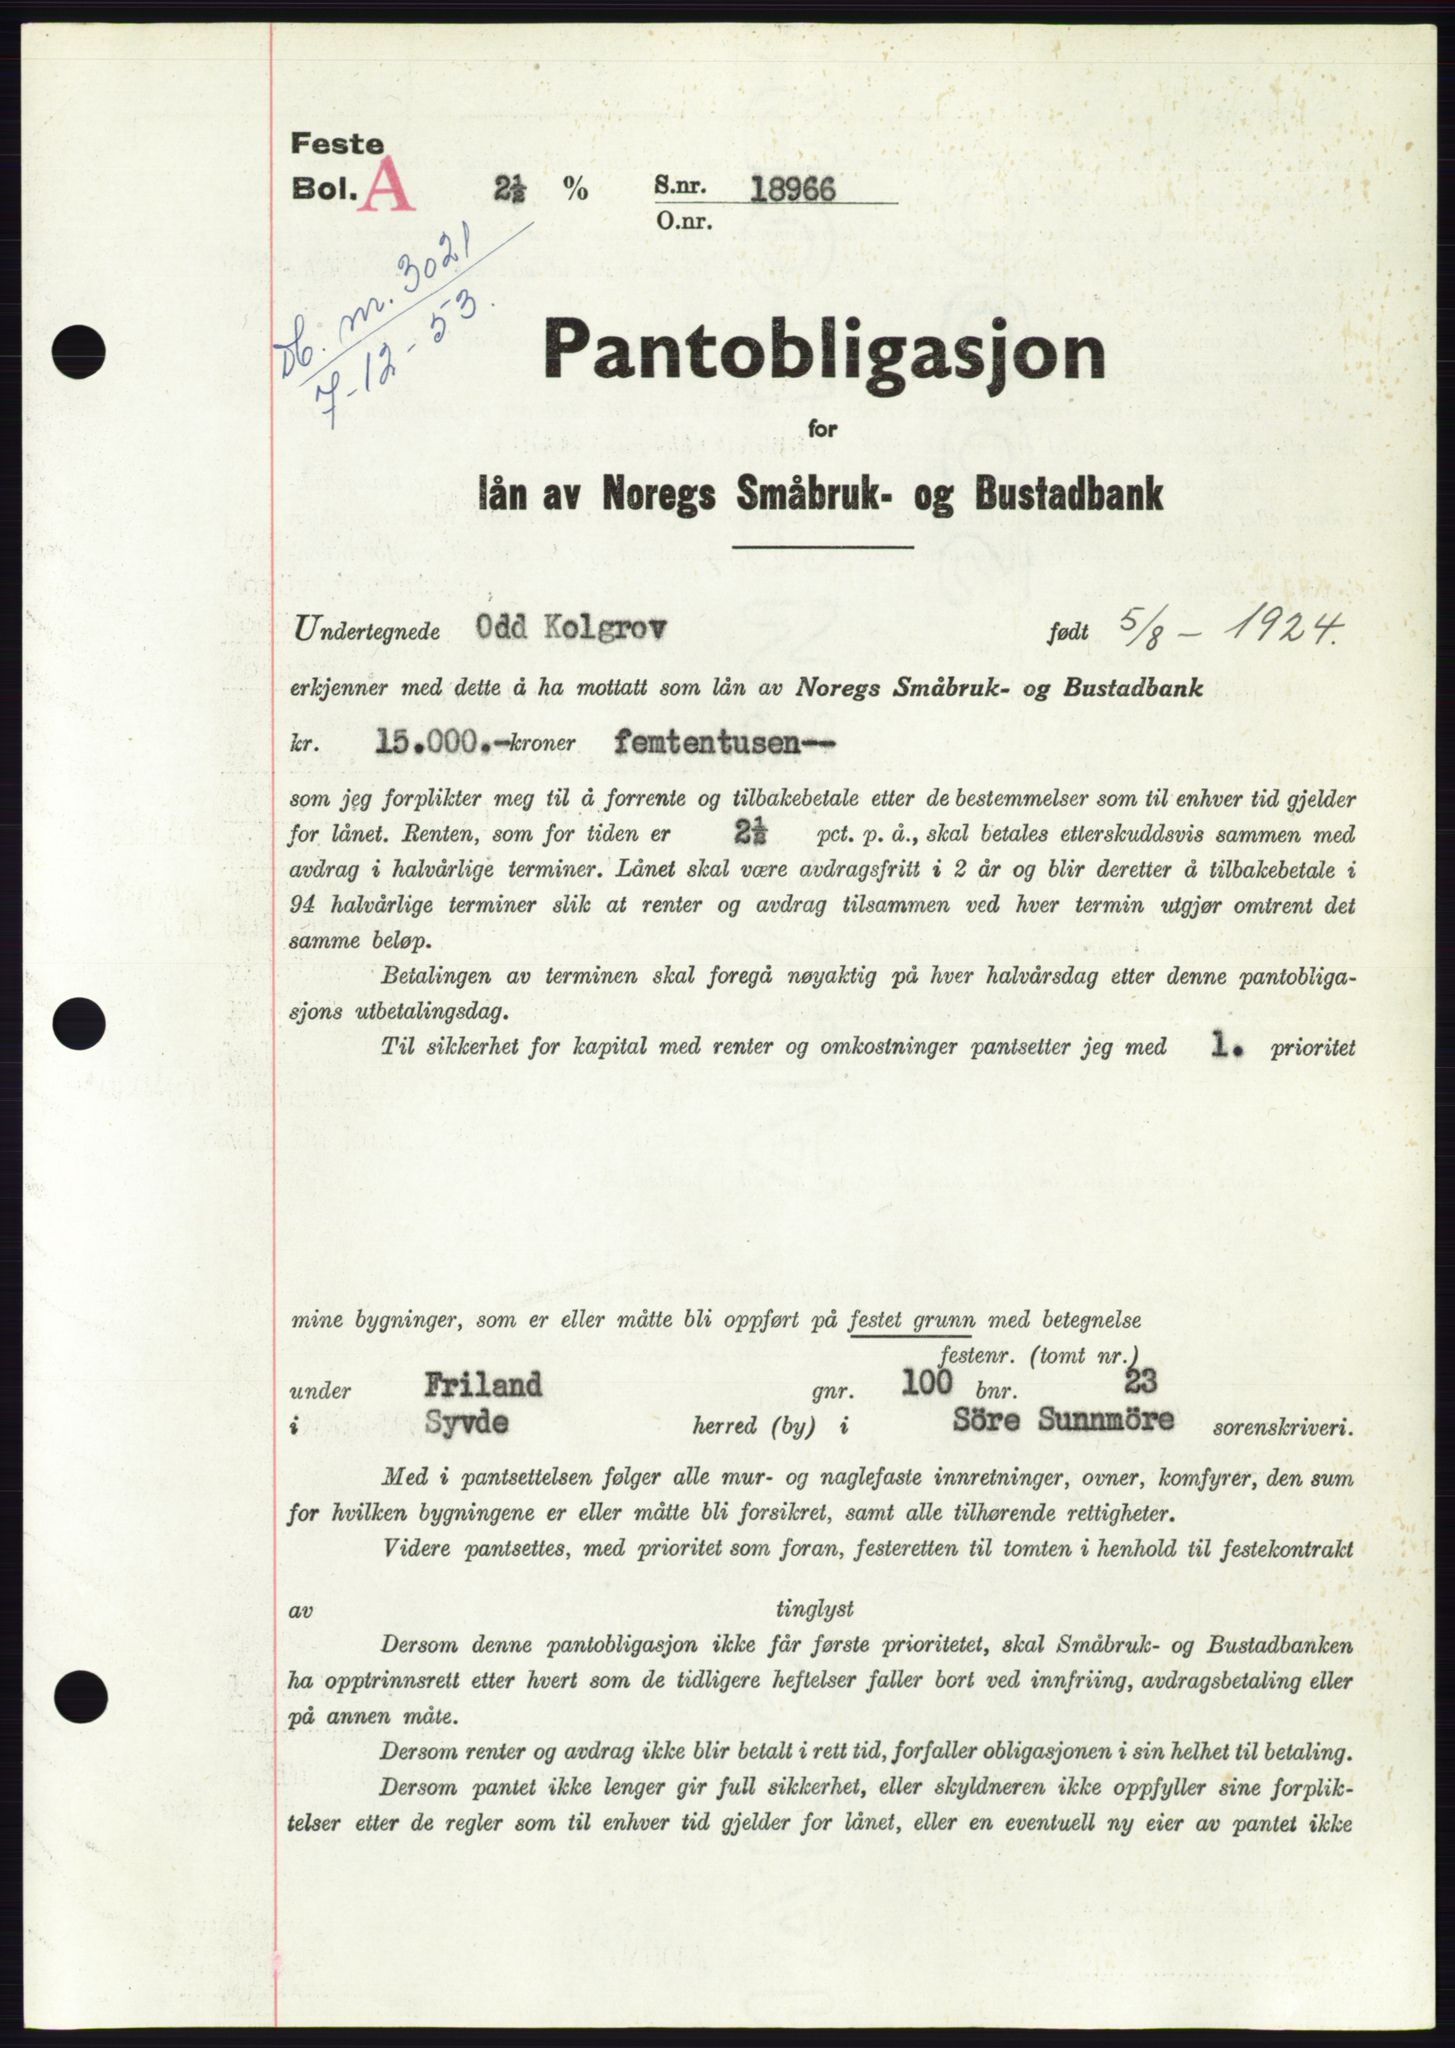 Feste
Bol. A 2½ % S.nr. 18966
O.nr.
Db. nr. 3021
7-12-53.
Pantobligasjon
for
lån av Noregs Småbruk- og Bustadbank
Undertegnede Odd Kolgrov født 5/8 - 1924.
erkjenner med dette å ha mottatt som lån av Noregs Småbruk- og Bustadbank
kr. 15.000.-kroner femtentusen--
som jeg forplikter meg til å forrente og tilbakebetale etter de bestemmelser som til enhver tid gjelder
for lånet. Renten, som for tiden er 2½ pct. p. å., skal betales etterskuddsvis sammen med
avdrag i halvårlige terminer. Lånet skal være avdragsfritt i 2 år og blir deretter å tilbakebetale i
94 halvårlige terminer slik at renter og avdrag tilsammen ved hver termin utgjør omtrent det
samme beløp.
Betalingen av terminen skal foregå nøyaktig på hver halvårsdag etter denne pantobliga-
sjons utbetalingsdag.
Til sikkerhet for kapital med renter og omkostninger pantsetter jeg med 1. prioritet
mine bygninger, som er eller måtte bli oppført på festet grunn med betegnelse
festenr. (tomt nr.)
under Friland gnr. 100 bnr. 23
i Syvde herred (by) i Söre Sunnmöre sorenskriveri.
Med i pantsettelsen følger alle mur- og naglefaste innretninger, ovner, komfyrer, den sum
for hvilken bygningene er eller måtte bli forsikret, samt alle tilhørende rettigheter.
Videre pantsettes, med prioritet som foran, festeretten til tomten i henhold til festekontrakt
av tinglyst
Dersom denne pantobligasjon ikke får første prioritetet, skal Småbruk- og Bustadbanken
ha opptrinnsrett etter hvert som de tidligere heftelser faller bort ved innfriing, avdragsbetaling eller
på annen måte.
Dersom renter og avdrag ikke blir betalt i rett tid, forfaller obligasjonen i sin helhet til betaling.
Dersom pantet ikke lenger gir full sikkerhet, eller skyldneren ikke oppfyller sine forplik-
telser etter de regler som til enhver tid gjelder for lånet, eller en eventuell ny eier av pantet ikke